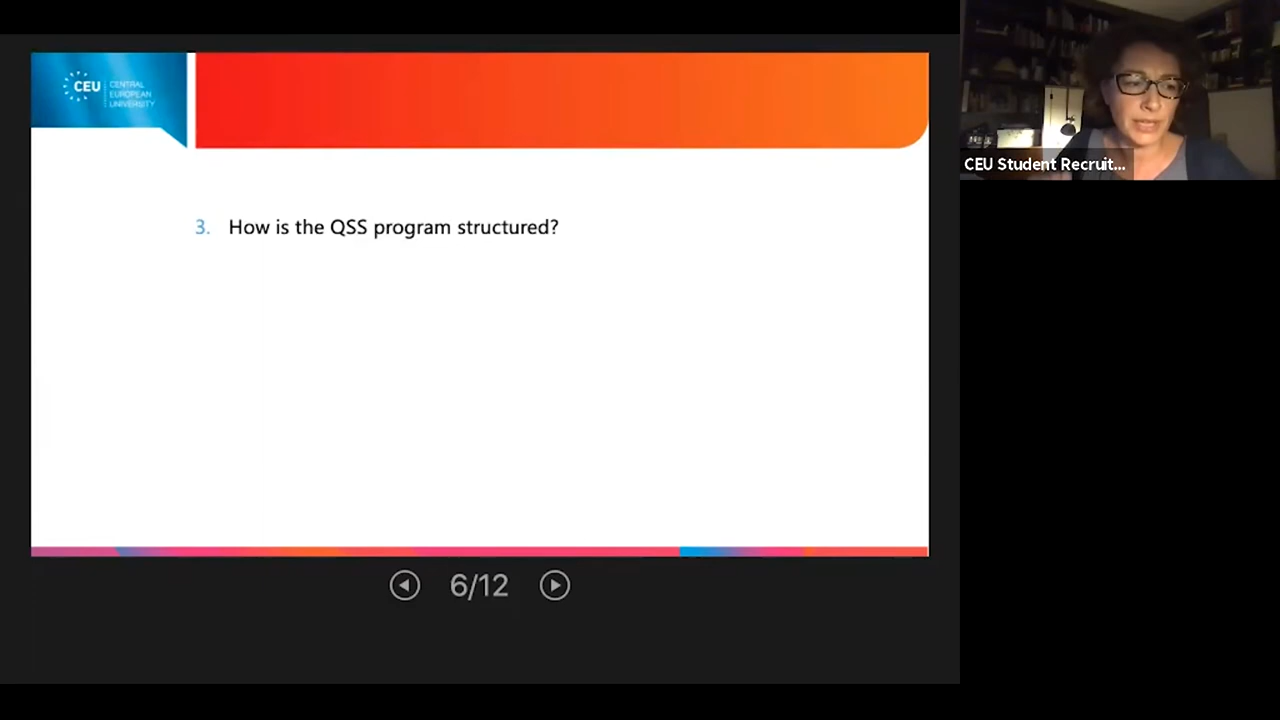 CEU
CENTRAL
EUROPEAN
UNIVERSITY
3. How is the QSS program structured?
6/12
CEU Student Recruit...